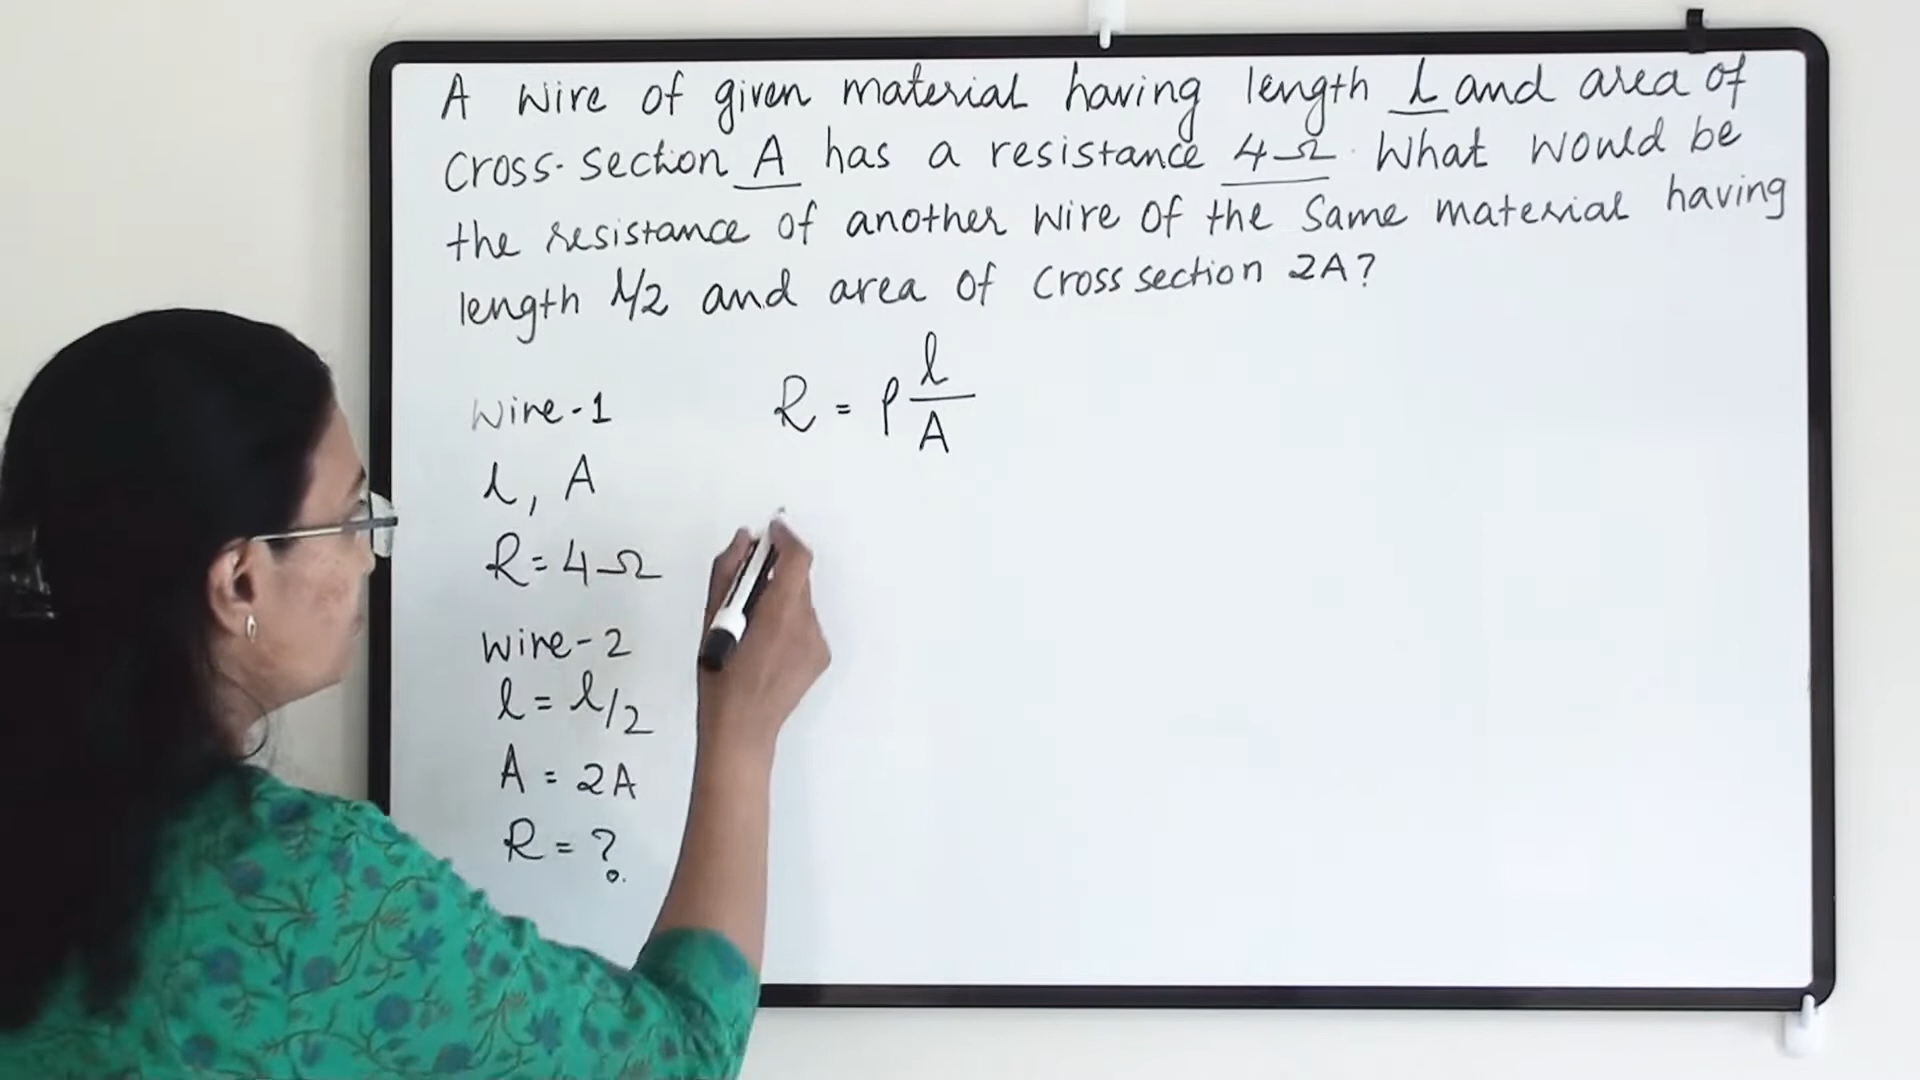 A wire of given material having length l and area of
cross-section A has a resistance 4Ω. What would be
the resistance of another wire of the same material having
length l/2 and area of cross section 2A?
Wire-1
l, A
R=4Ω
R = ρ l/A
Wire-2
l = l/2
A = 2A
R = ?